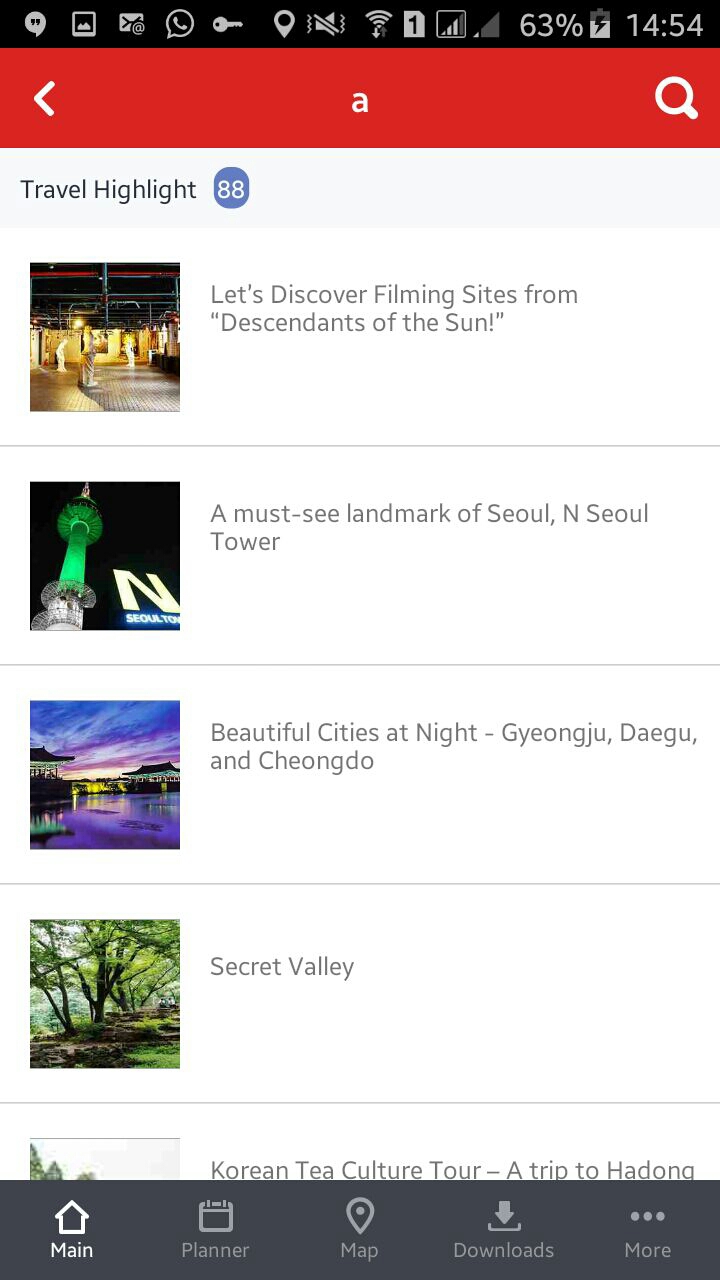 1 63% 14:54
a
Travel Highlight 88
Let’s Discover Filming Sites from
“Descendants of the Sun!”
A must-see landmark of Seoul, N Seoul
Tower
N
SEOUL TOW
Beautiful Cities at Night - Gyeongju, Daegu,
and Cheongdo
Secret Valley
Korean Tea Culture Tour – A trip to Hadong
Main Planner Map Downloads More